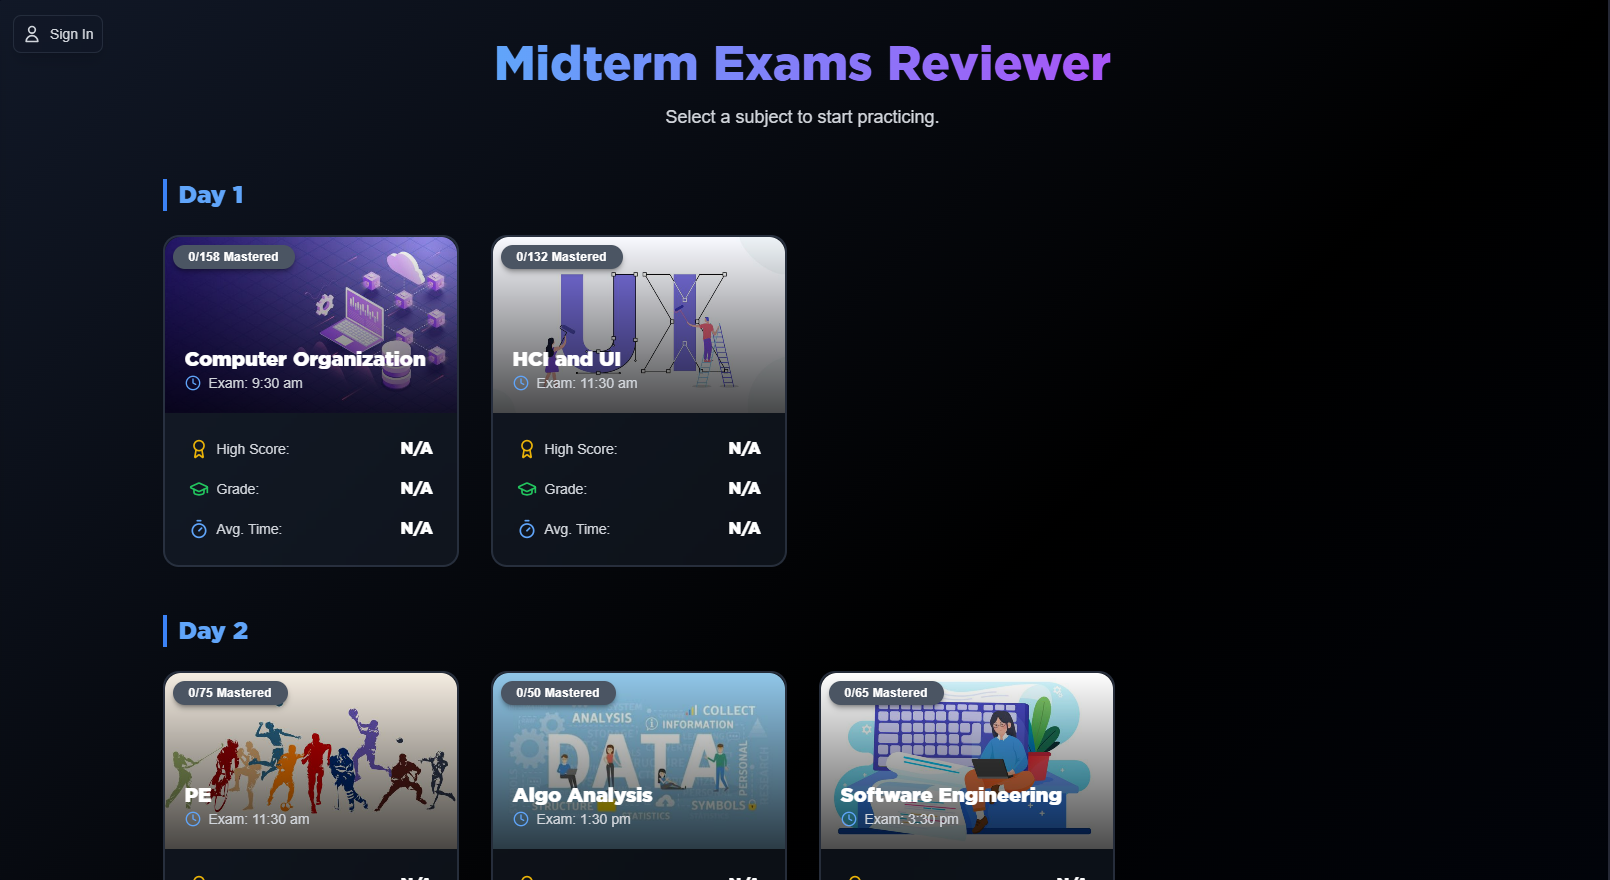 Sign In
Midterm Exams Reviewer
Select a subject to start practicing.
Day 1
0/158 Mastered
Computer Organization
Exam: 9:30 am
High Score: N/A
Grade: N/A
Avg. Time: N/A
0/132 Mastered
UX
HCI and UI
Exam: 11:30 am
High Score: N/A
Grade: N/A
Avg. Time: N/A
Day 2
0/75 Mastered
PE
Exam: 11:30 am
0/50 Mastered
SYSTEM
ANALYSIS
COLLECT
INFORMATION
DATA
PERSONAL
RESEARCH
Algo Analysis
STRUCTURE
SYMBOLS
Exam: 1:30 pm
0/65 Mastered
Software Engineering
Exam: 3:30 pm